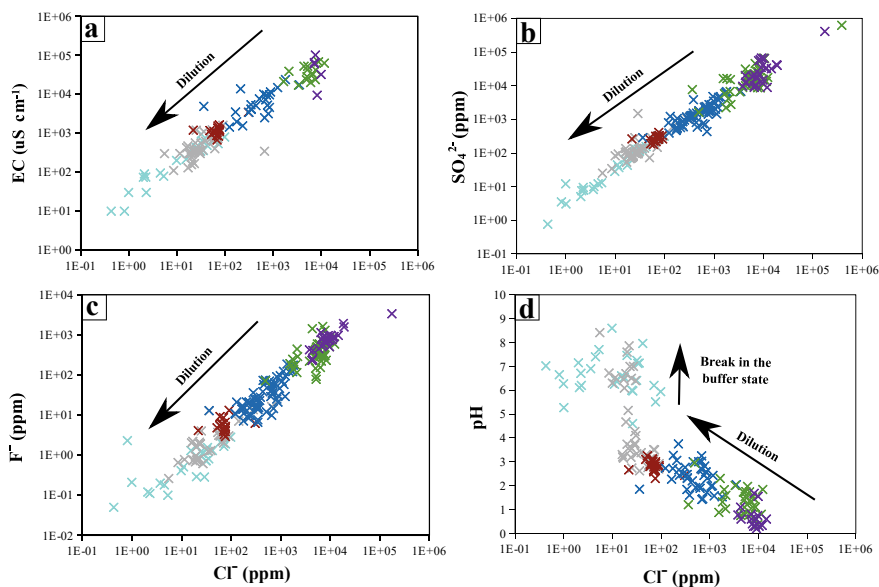 a
EC (uS cm⁻¹)
1E+06
1E+05
1E+04
1E+03
1E+02
1E+01
1E+00
Dilution
1E-01 1E+00 1E+01 1E+02 1E+03 1E+04 1E+05 1E+06
b
SO₄²⁻ (ppm)
1E+06
1E+05
1E+04
1E+03
1E+02
1E+01
1E+00
1E-01
Dilution
1E-01 1E+00 1E+01 1E+02 1E+03 1E+04 1E+05 1E+06
c
F⁻ (ppm)
1E+04
1E+03
1E+02
1E+01
1E+00
1E-01
1E-02
Dilution
1E-01 1E+00 1E+01 1E+02 1E+03 1E+04 1E+05 1E+06
Cl⁻ (ppm)
d
pH
10
9
8
7
6
5
4
3
2
1
0
Break in the
buffer state
Dilution
1E-01 1E+00 1E+01 1E+02 1E+03 1E+04 1E+05 1E+06
Cl⁻ (ppm)